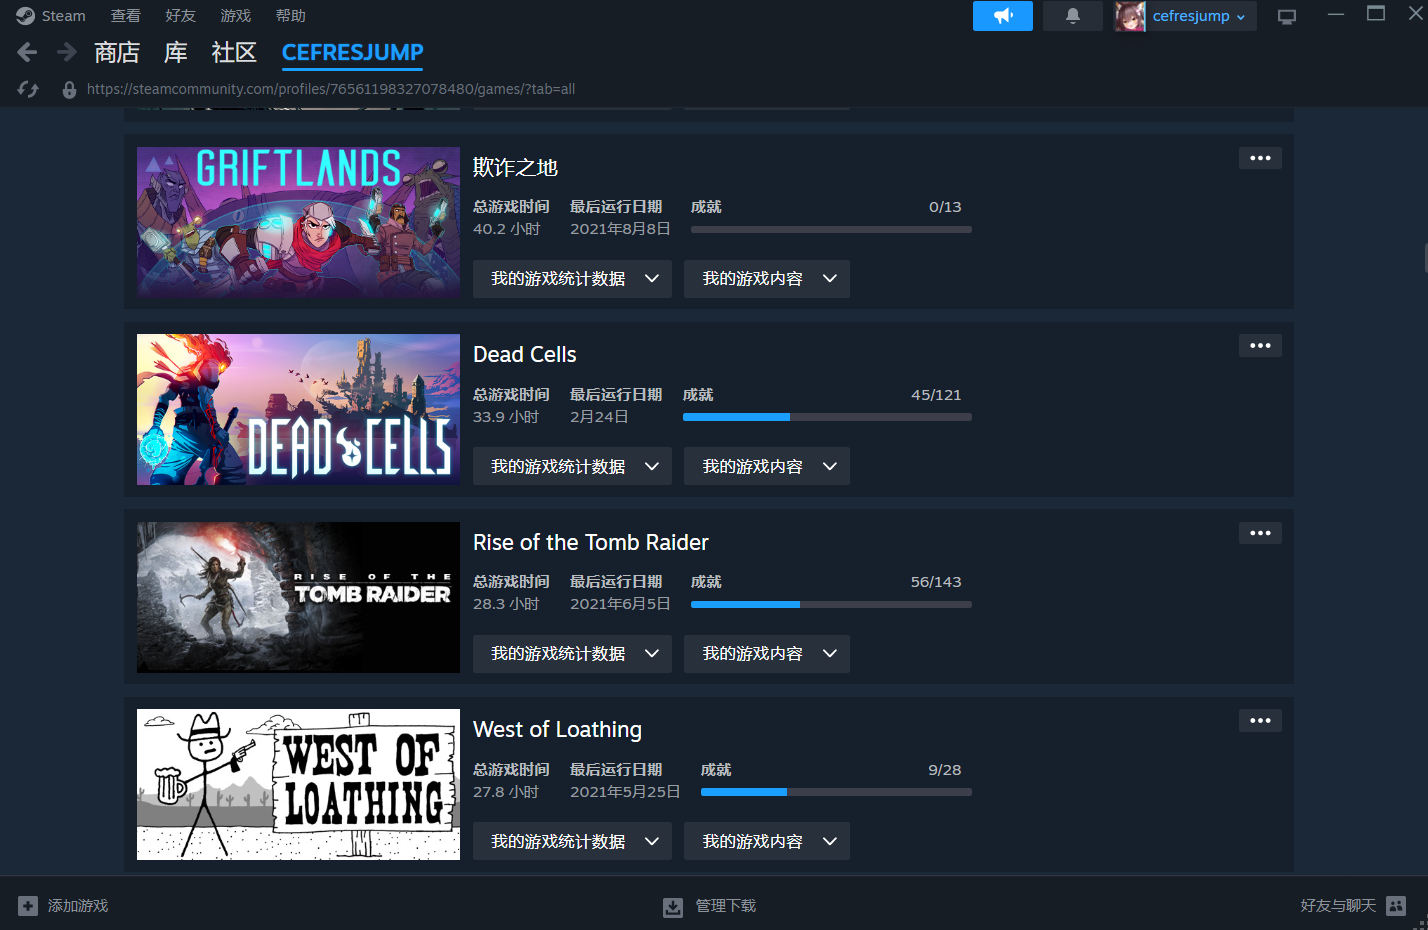 Steam 查看 好友 游戏 帮助 cefresjump
商店 库 社区 CEFRESJUMP
https://steamcommunity.com/profiles/76561198327078480/games/?tab=all
GRIFTLANDS
欺诈之地
总游戏时间 最后运行日期 成就 0/13
40.2 小时 2021年8月8日
我的游戏统计数据 我的游戏内容
DEAD CELLS
Dead Cells
总游戏时间 最后运行日期 成就 45/121
33.9 小时 2月24日
我的游戏统计数据 我的游戏内容
RISE OF THE
TOMB RAIDER
Rise of the Tomb Raider
总游戏时间 最后运行日期 成就 56/143
28.3 小时 2021年6月5日
我的游戏统计数据 我的游戏内容
WEST OF
LOATHING
West of Loathing
总游戏时间 最后运行日期 成就 9/28
27.8 小时 2021年5月25日
我的游戏统计数据 我的游戏内容
添加游戏 管理下载 好友与聊天